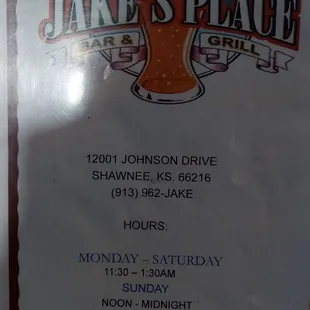 JAKE'S PLACE
BAR & GRILL
12001 JOHNSON DRIVE
SHAWNEE, KS. 66216
(913) 962-JAKE
HOURS:
MONDAY – SATURDAY
11:30 – 1:30AM
SUNDAY
NOON - MIDNIGHT